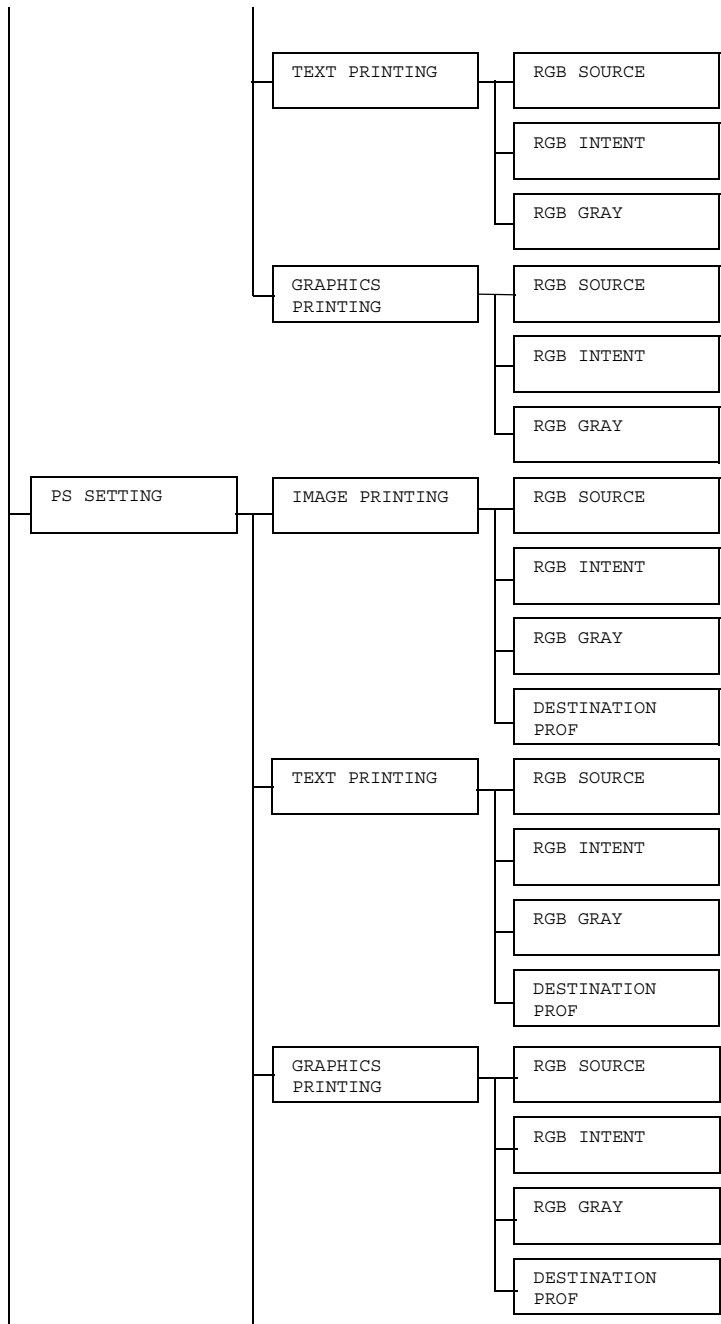 TEXT PRINTING
RGB SOURCE
RGB INTENT
RGB GRAY
GRAPHICS
PRINTING
RGB SOURCE
RGB INTENT
RGB GRAY
PS SETTING
IMAGE PRINTING
RGB SOURCE
RGB INTENT
RGB GRAY
DESTINATION
PROF
TEXT PRINTING
RGB SOURCE
RGB INTENT
RGB GRAY
DESTINATION
PROF
GRAPHICS
PRINTING
RGB SOURCE
RGB INTENT
RGB GRAY
DESTINATION
PROF